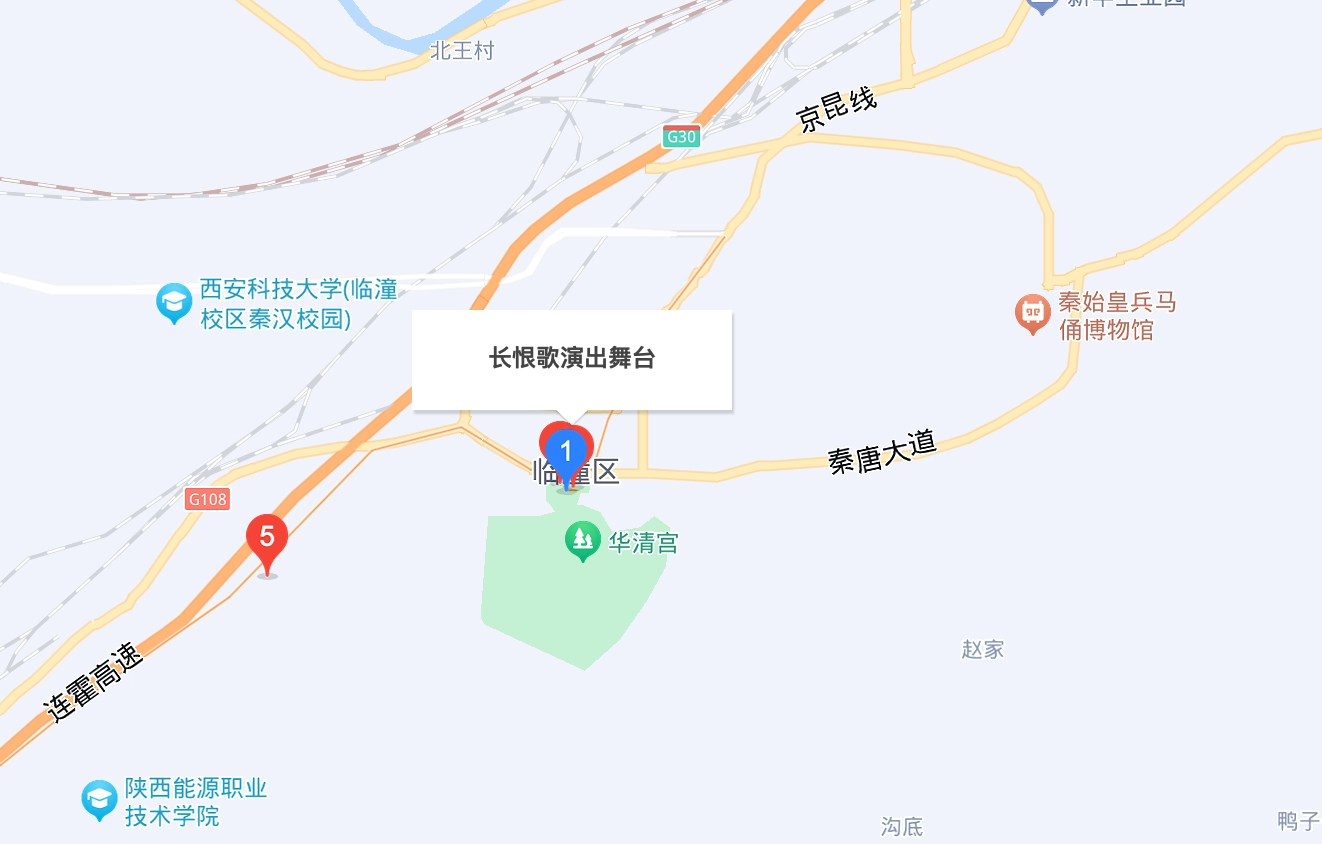 北王村
京昆线
G30
西安科技大学(临潼
校区秦汉校园)
秦始皇兵马
俑博物馆
长恨歌演出舞台
1
临潼区
秦唐大道
G108
5
华清宫
连霍高速
赵家
陕西能源职业
技术学院
沟底
鸭子